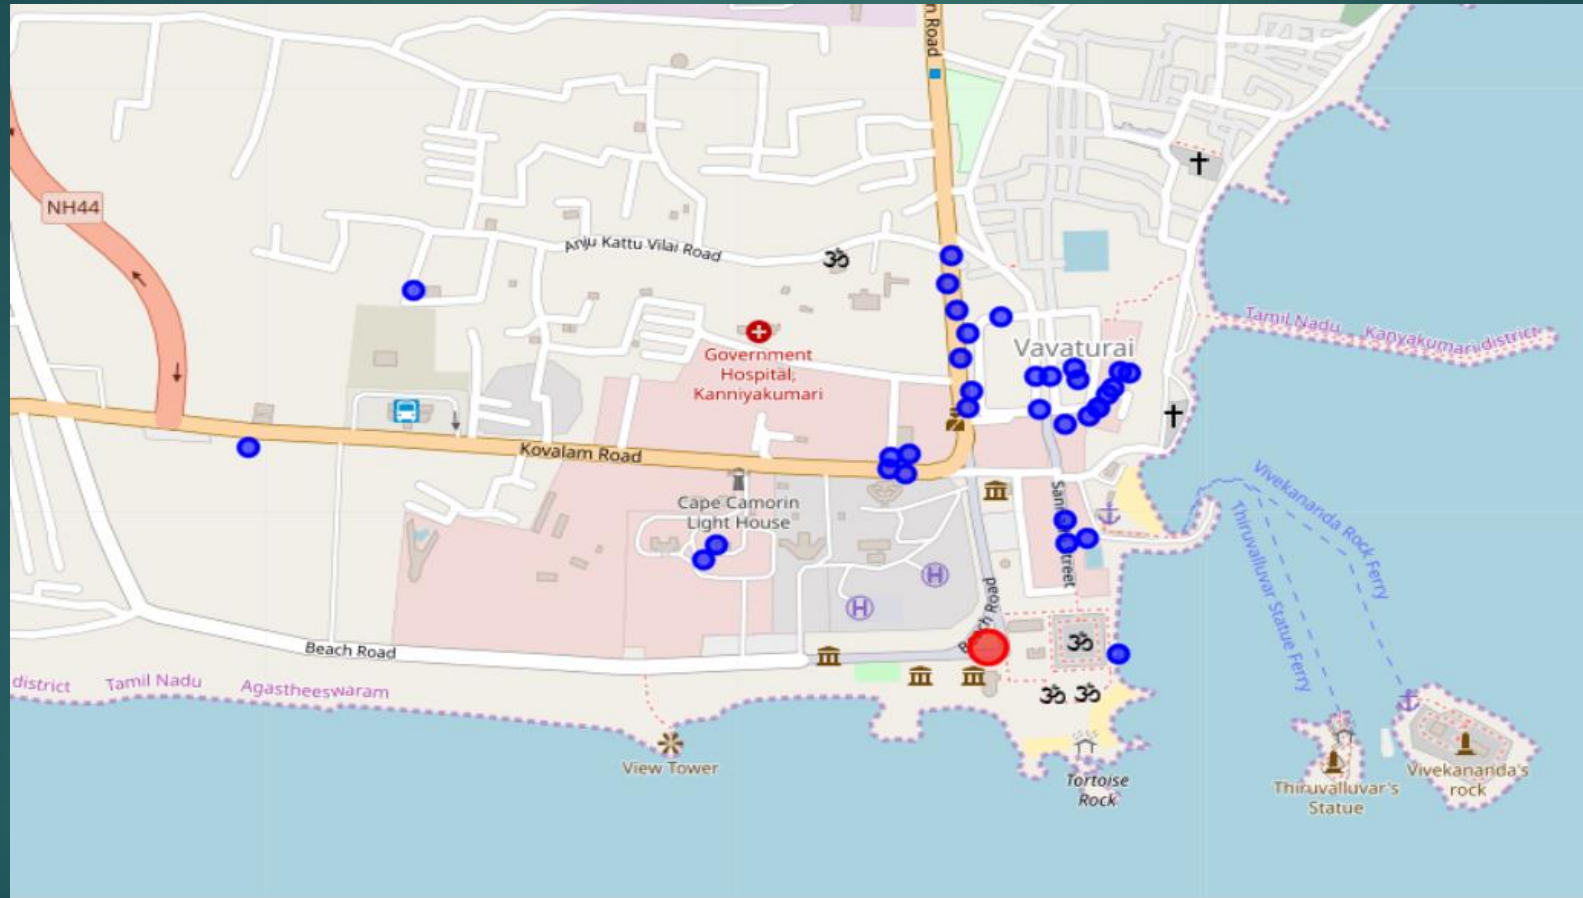 n Road
NH44
Anju Kattu Vilai Road
ॐ
Government
Hospital,
Kanniyakumari
Vavaturai
Tamil Nadu
Kanyakumari district
Kovalam Road
Cape Camorin
Light House
H
H
Vivekananda Rock Ferry
Thiruvalluvar Statue Ferry
San
treet
Beach Road
ॐ
Beach Road
ॐ ॐ
district
Tamil Nadu
Agastheeswaram
View Tower
Tortoise
Rock
Thiruvalluvar's
Statue
Vivekananda's
rock